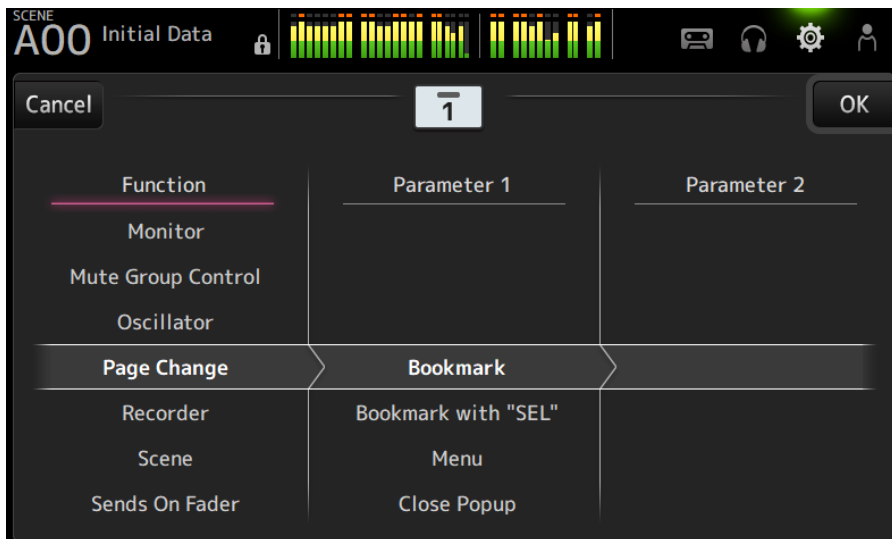 SCENE
A00 Initial Data
Cancel 1 OK
Function Parameter 1 Parameter 2
Monitor
Mute Group Control
Oscillator
Page Change Bookmark
Recorder Bookmark with "SEL"
Scene Menu
Sends On Fader Close Popup